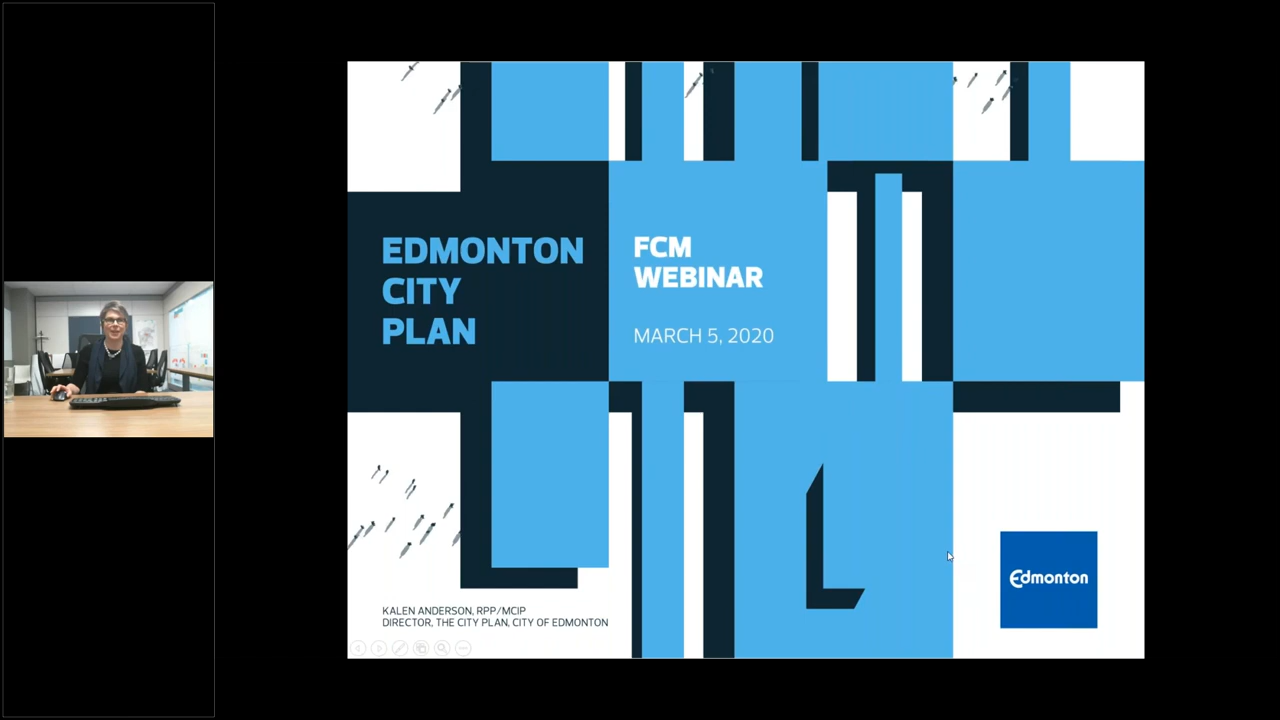 EDMONTON
CITY
PLAN
FCM
WEBINAR
MARCH 5, 2020
KALEN ANDERSON, RPP/MCIP
DIRECTOR, THE CITY PLAN, CITY OF EDMONTON
Edmonton